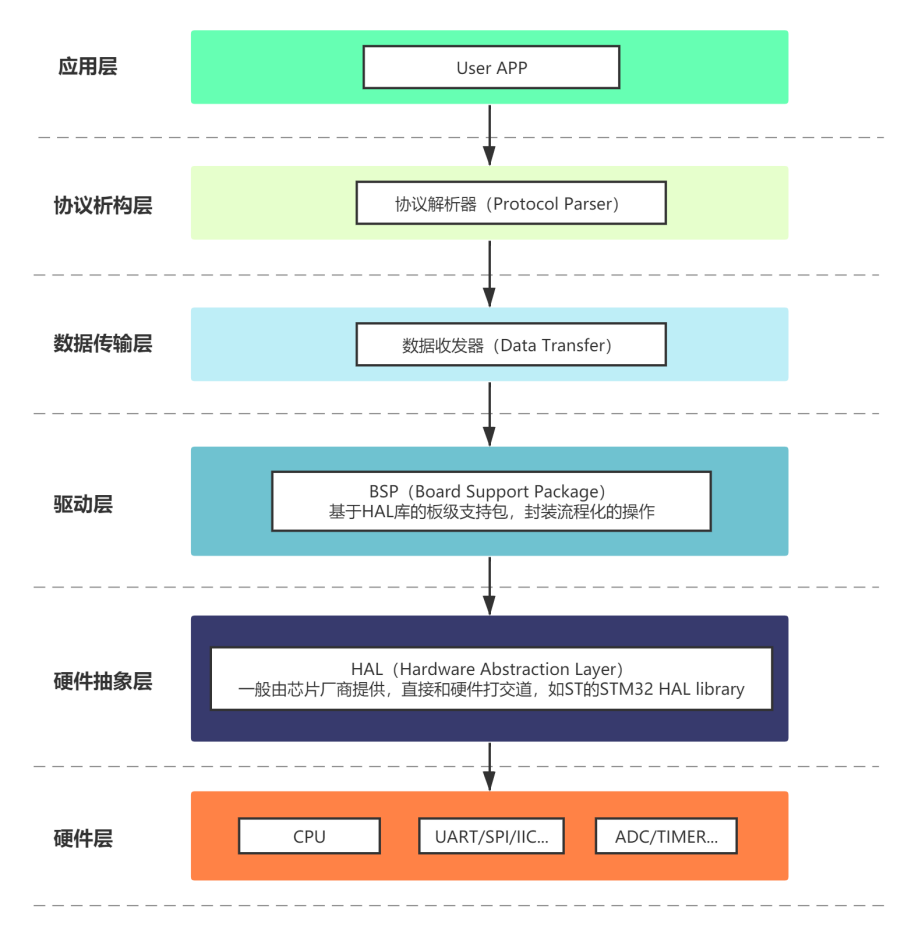 应用层
User APP
协议析构层
协议解析器（Protocol Parser）
数据传输层
数据收发器（Data Transfer）
驱动层
BSP（Board Support Package）
基于HAL库的板级支持包，封装流程化的操作
硬件抽象层
HAL（Hardware Abstraction Layer）
一般由芯片厂商提供，直接和硬件打交道，如ST的STM32 HAL library
硬件层
CPU
UART/SPI/IIC...
ADC/TIMER...